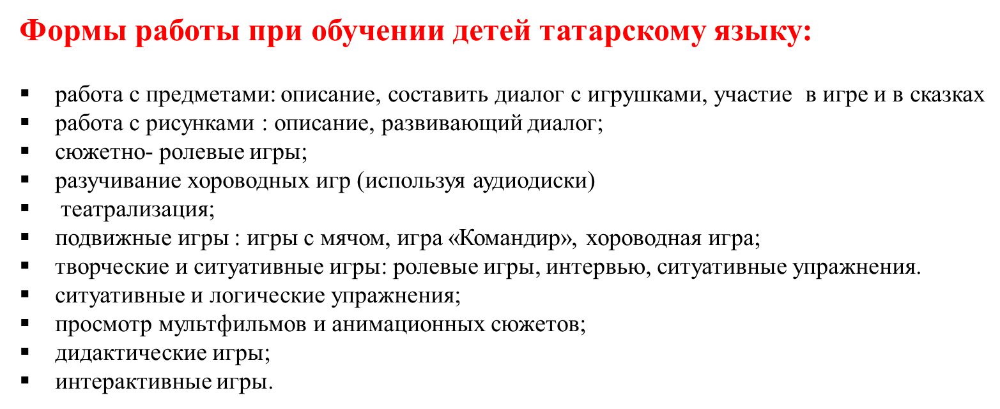 Формы работы при обучении детей татарскому языку:
▪ работа с предметами: описание, составить диалог с игрушками, участие в игре и в сказках
▪ работа с рисунками : описание, развивающий диалог;
▪ сюжетно- ролевые игры;
▪ разучивание хороводных игр (используя аудиодиски)
▪ театрализация;
▪ подвижные игры : игры с мячом, игра «Командир», хороводная игра;
▪ творческие и ситуативные игры: ролевые игры, интервью, ситуативные упражнения.
▪ ситуативные и логические упражнения;
▪ просмотр мультфильмов и анимационных сюжетов;
▪ дидактические игры;
▪ интерактивные игры.